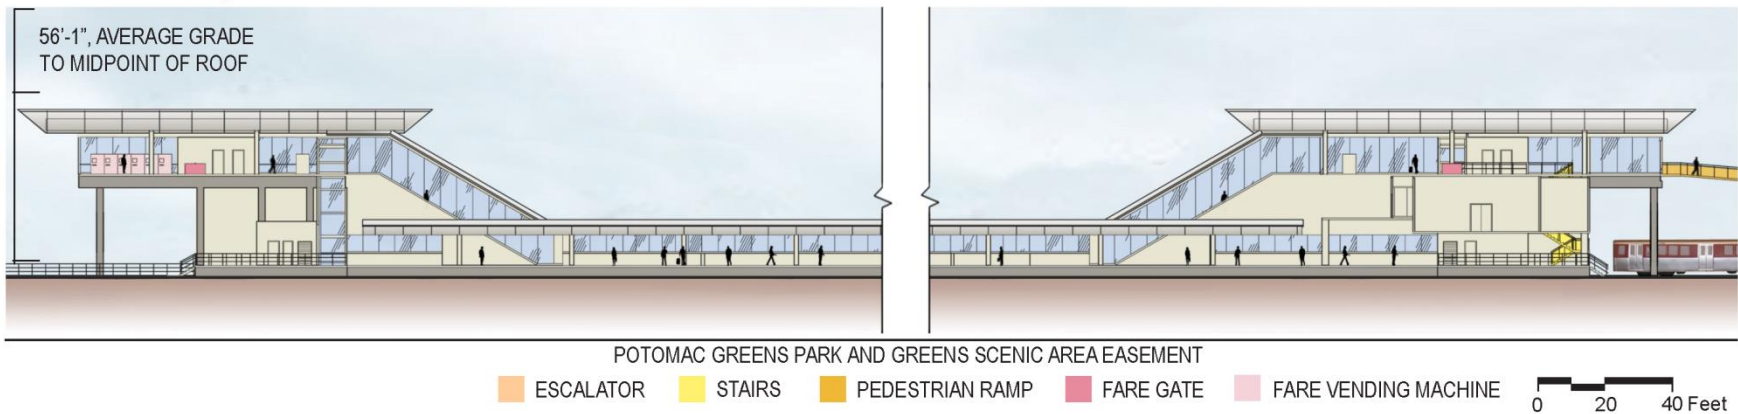 56'-1", AVERAGE GRADE
TO MIDPOINT OF ROOF
POTOMAC GREENS PARK AND GREENS SCENIC AREA EASEMENT
ESCALATOR STAIRS PEDESTRIAN RAMP FARE GATE FARE VENDING MACHINE
0 20 40 Feet